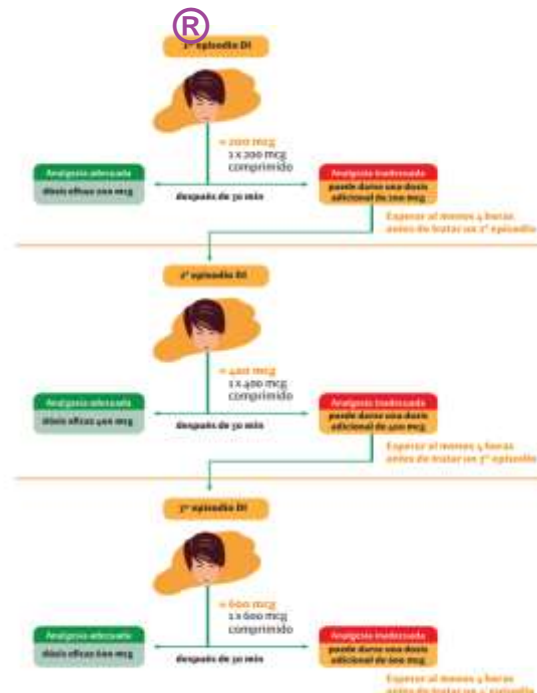 ®
1er episodio DI
= 200 mcg
1 x 200 mcg
comprimido
Analgesia adecuada
dosis eficaz 200 mcg
después de 30 min
Analgesia inadecuada
puede darse una dosis
adicional de 200 mcg
Esperar al menos 4 horas
antes de tratar un 2º episodio
2º episodio DI
= 400 mcg
1 x 400 mcg
comprimido
Analgesia adecuada
dosis eficaz 400 mcg
después de 30 min
Analgesia inadecuada
puede darse una dosis
adicional de 400 mcg
Esperar al menos 4 horas
antes de tratar un 3º episodio
3º episodio DI
= 600 mcg
1 x 600 mcg
comprimido
Analgesia adecuada
dosis eficaz 600 mcg
después de 30 min
Analgesia inadecuada
puede darse una dosis
adicional de 600 mcg
Esperar al menos 4 horas